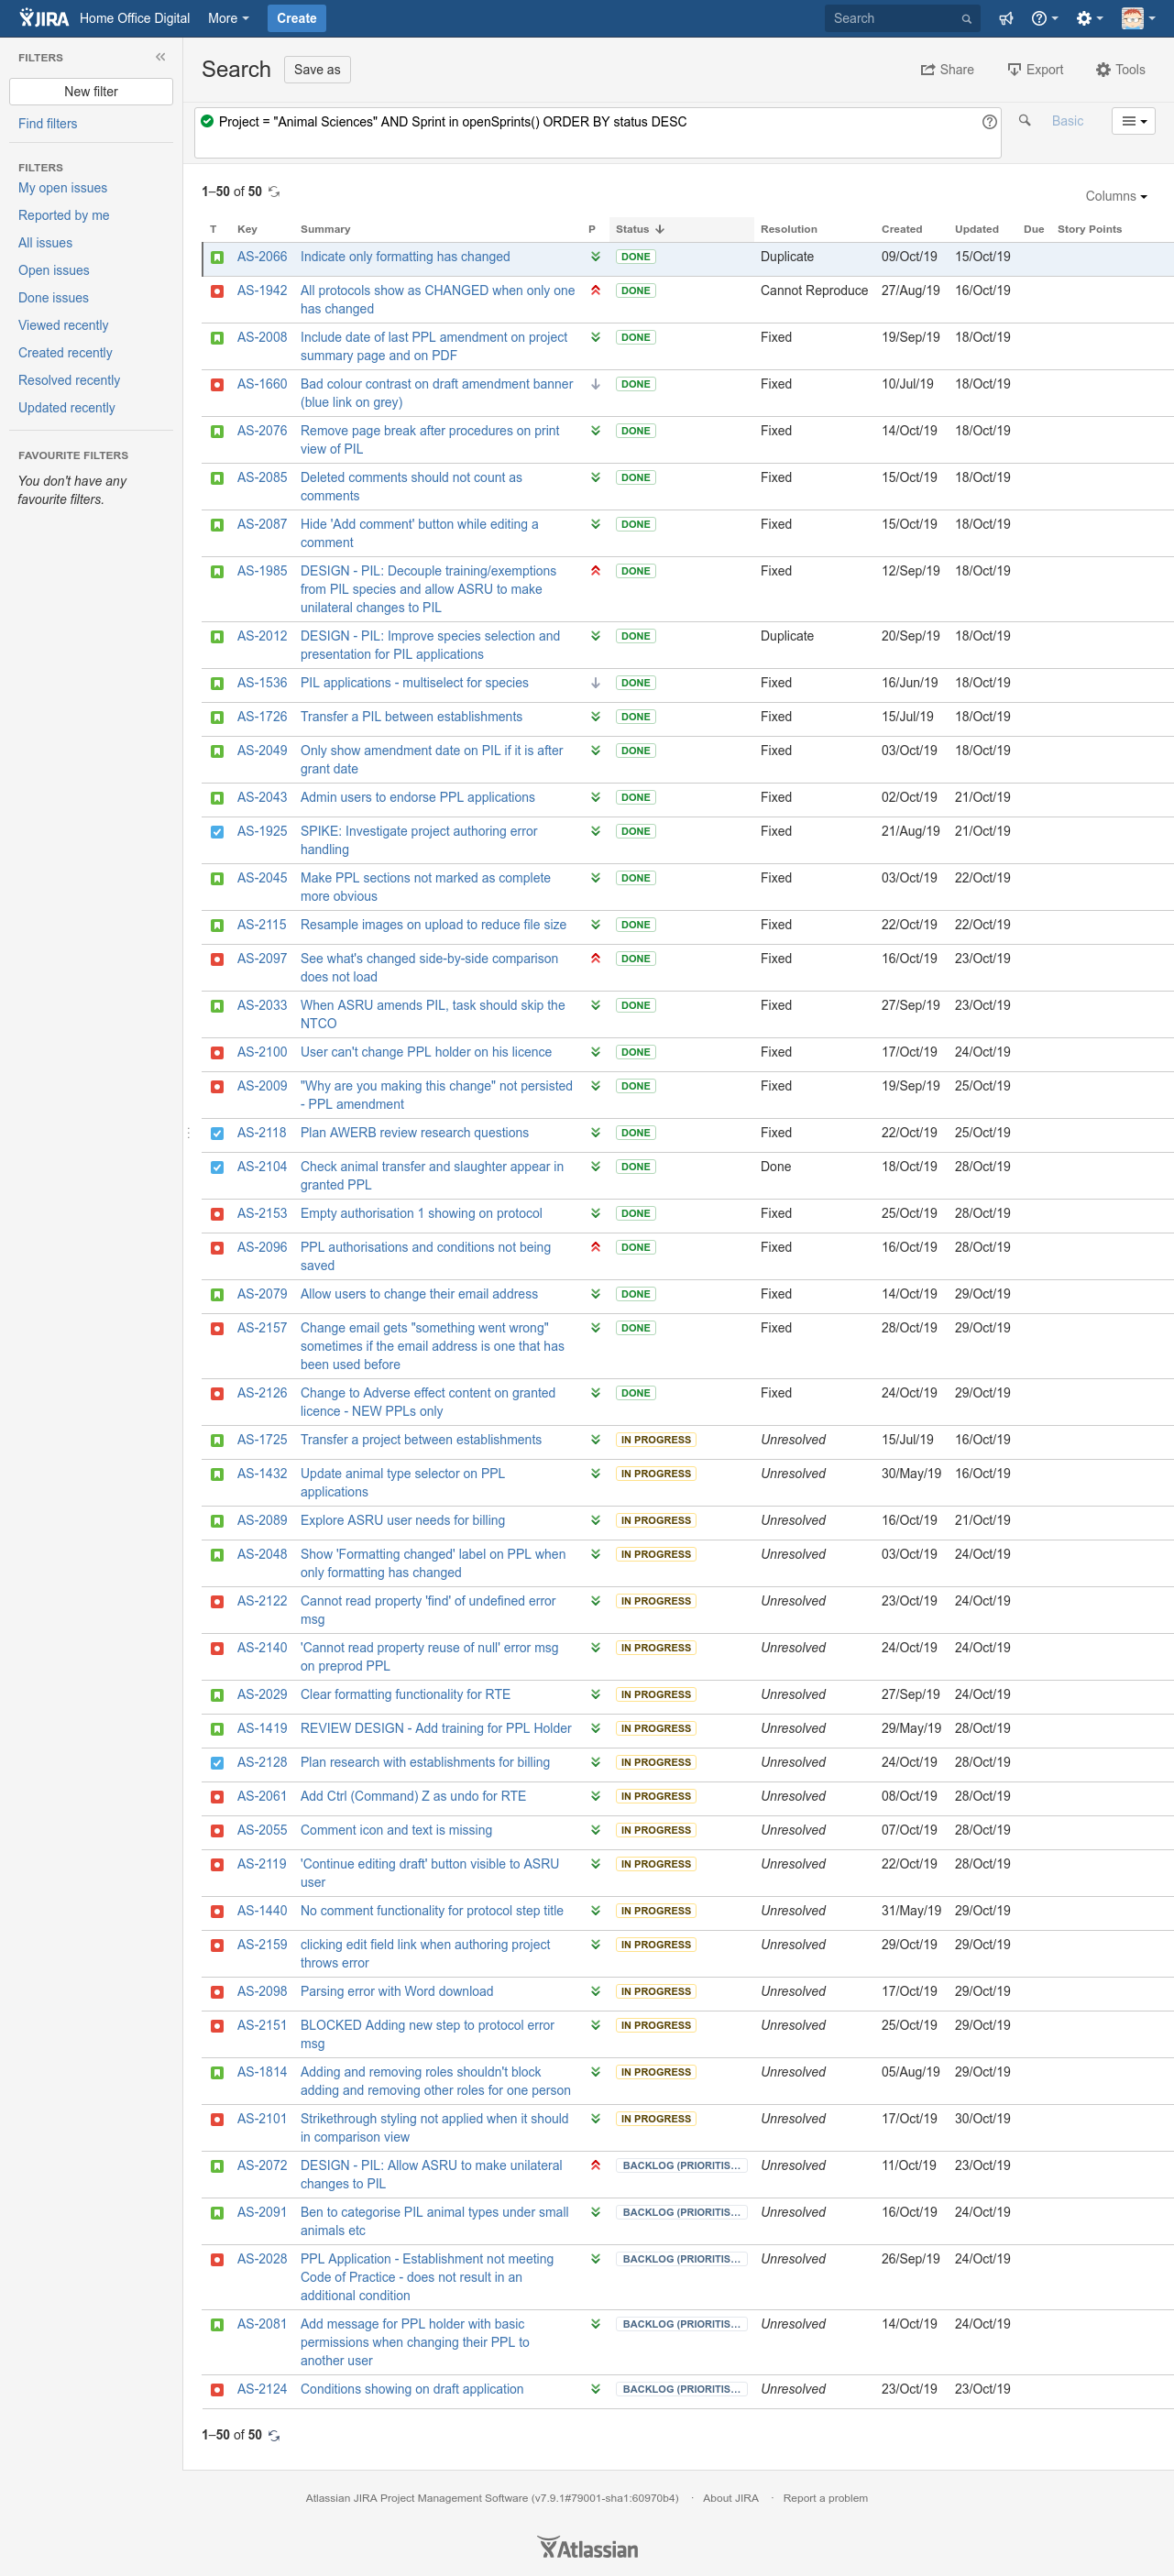 JIRA Home Office Digital More Create Search
FILTERS
New filter
Find filters
FILTERS
My open issues
Reported by me
All issues
Open issues
Done issues
Viewed recently
Created recently
Resolved recently
Updated recently
FAVOURITE FILTERS
You don't have any
favourite filters.
Search Save as Share Export Tools
Project = "Animal Sciences" AND Sprint in openSprints() ORDER BY status DESC Basic
1–50 of 50
Columns
T Key Summary P Status Resolution Created Updated Due Story Points
AS-2066 Indicate only formatting has changed DONE Duplicate 09/Oct/19 15/Oct/19
AS-1942 All protocols show as CHANGED when only one DONE Cannot Reproduce 27/Aug/19 16/Oct/19
has changed
AS-2008 Include date of last PPL amendment on project DONE Fixed 19/Sep/19 18/Oct/19
summary page and on PDF
AS-1660 Bad colour contrast on draft amendment banner DONE Fixed 10/Jul/19 18/Oct/19
(blue link on grey)
AS-2076 Remove page break after procedures on print DONE Fixed 14/Oct/19 18/Oct/19
view of PIL
AS-2085 Deleted comments should not count as DONE Fixed 15/Oct/19 18/Oct/19
comments
AS-2087 Hide 'Add comment' button while editing a DONE Fixed 15/Oct/19 18/Oct/19
comment
AS-1985 DESIGN - PIL: Decouple training/exemptions DONE Fixed 12/Sep/19 18/Oct/19
from PIL species and allow ASRU to make
unilateral changes to PIL
AS-2012 DESIGN - PIL: Improve species selection and DONE Duplicate 20/Sep/19 18/Oct/19
presentation for PIL applications
AS-1536 PIL applications - multiselect for species DONE Fixed 16/Jun/19 18/Oct/19
AS-1726 Transfer a PIL between establishments DONE Fixed 15/Jul/19 18/Oct/19
AS-2049 Only show amendment date on PIL if it is after DONE Fixed 03/Oct/19 18/Oct/19
grant date
AS-2043 Admin users to endorse PPL applications DONE Fixed 02/Oct/19 21/Oct/19
AS-1925 SPIKE: Investigate project authoring error DONE Fixed 21/Aug/19 21/Oct/19
handling
AS-2045 Make PPL sections not marked as complete DONE Fixed 03/Oct/19 22/Oct/19
more obvious
AS-2115 Resample images on upload to reduce file size DONE Fixed 22/Oct/19 22/Oct/19
AS-2097 See what's changed side-by-side comparison DONE Fixed 16/Oct/19 23/Oct/19
does not load
AS-2033 When ASRU amends PIL, task should skip the DONE Fixed 27/Sep/19 23/Oct/19
NTCO
AS-2100 User can't change PPL holder on his licence DONE Fixed 17/Oct/19 24/Oct/19
AS-2009 "Why are you making this change" not persisted DONE Fixed 19/Sep/19 25/Oct/19
- PPL amendment
AS-2118 Plan AWERB review research questions DONE Fixed 22/Oct/19 25/Oct/19
AS-2104 Check animal transfer and slaughter appear in DONE Done 18/Oct/19 28/Oct/19
granted PPL
AS-2153 Empty authorisation 1 showing on protocol DONE Fixed 25/Oct/19 28/Oct/19
AS-2096 PPL authorisations and conditions not being DONE Fixed 16/Oct/19 28/Oct/19
saved
AS-2079 Allow users to change their email address DONE Fixed 14/Oct/19 29/Oct/19
AS-2157 Change email gets "something went wrong" DONE Fixed 28/Oct/19 29/Oct/19
sometimes if the email address is one that has
been used before
AS-2126 Change to Adverse effect content on granted DONE Fixed 24/Oct/19 29/Oct/19
licence - NEW PPLs only
AS-1725 Transfer a project between establishments IN PROGRESS Unresolved 15/Jul/19 16/Oct/19
AS-1432 Update animal type selector on PPL IN PROGRESS Unresolved 30/May/19 16/Oct/19
applications
AS-2089 Explore ASRU user needs for billing IN PROGRESS Unresolved 16/Oct/19 21/Oct/19
AS-2048 Show 'Formatting changed' label on PPL when IN PROGRESS Unresolved 03/Oct/19 24/Oct/19
only formatting has changed
AS-2122 Cannot read property 'find' of undefined error IN PROGRESS Unresolved 23/Oct/19 24/Oct/19
msg
AS-2140 'Cannot read property reuse of null' error msg IN PROGRESS Unresolved 24/Oct/19 24/Oct/19
on preprod PPL
AS-2029 Clear formatting functionality for RTE IN PROGRESS Unresolved 27/Sep/19 24/Oct/19
AS-1419 REVIEW DESIGN - Add training for PPL Holder IN PROGRESS Unresolved 29/May/19 28/Oct/19
AS-2128 Plan research with establishments for billing IN PROGRESS Unresolved 24/Oct/19 28/Oct/19
AS-2061 Add Ctrl (Command) Z as undo for RTE IN PROGRESS Unresolved 08/Oct/19 28/Oct/19
AS-2055 Comment icon and text is missing IN PROGRESS Unresolved 07/Oct/19 28/Oct/19
AS-2119 'Continue editing draft' button visible to ASRU IN PROGRESS Unresolved 22/Oct/19 28/Oct/19
user
AS-1440 No comment functionality for protocol step title IN PROGRESS Unresolved 31/May/19 29/Oct/19
AS-2159 clicking edit field link when authoring project IN PROGRESS Unresolved 29/Oct/19 29/Oct/19
throws error
AS-2098 Parsing error with Word download IN PROGRESS Unresolved 17/Oct/19 29/Oct/19
AS-2151 BLOCKED Adding new step to protocol error IN PROGRESS Unresolved 25/Oct/19 29/Oct/19
msg
AS-1814 Adding and removing roles shouldn't block IN PROGRESS Unresolved 05/Aug/19 29/Oct/19
adding and removing other roles for one person
AS-2101 Strikethrough styling not applied when it should IN PROGRESS Unresolved 17/Oct/19 30/Oct/19
in comparison view
AS-2072 DESIGN - PIL: Allow ASRU to make unilateral BACKLOG (PRIORITIS... Unresolved 11/Oct/19 23/Oct/19
changes to PIL
AS-2091 Ben to categorise PIL animal types under small BACKLOG (PRIORITIS... Unresolved 16/Oct/19 24/Oct/19
animals etc
AS-2028 PPL Application - Establishment not meeting BACKLOG (PRIORITIS... Unresolved 26/Sep/19 24/Oct/19
Code of Practice - does not result in an
additional condition
AS-2081 Add message for PPL holder with basic BACKLOG (PRIORITIS... Unresolved 14/Oct/19 24/Oct/19
permissions when changing their PPL to
another user
AS-2124 Conditions showing on draft application BACKLOG (PRIORITIS... Unresolved 23/Oct/19 23/Oct/19
1–50 of 50
Atlassian JIRA Project Management Software (v7.9.1#79001-sha1:60970b4) · About JIRA · Report a problem
Atlassian